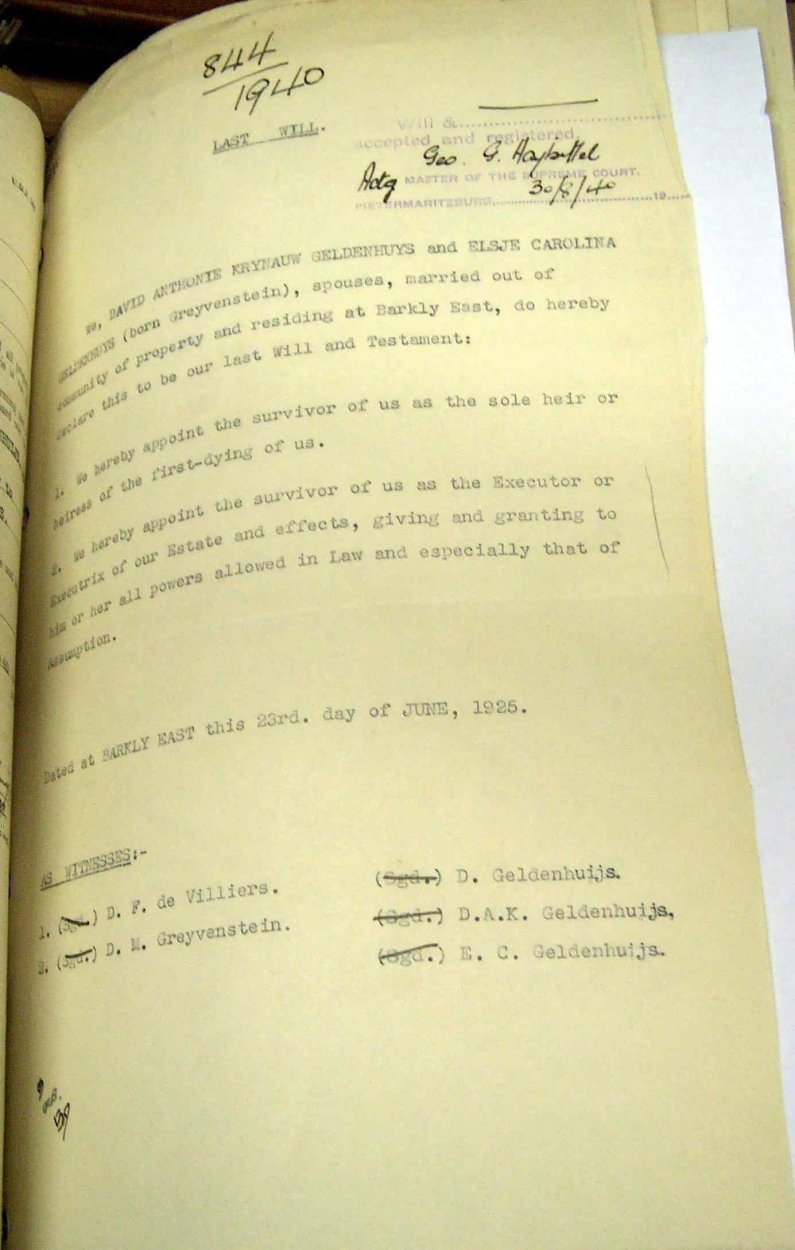 844
1940
LAST WILL.
Will &
accepted and registered.
Geo. G.
Actg MASTER OF THE SUPREME COURT.
PIETERMARITZBURG, 30/8/40 19
We, DAVID ANTHONIE KRYNAUW GELDENHUYS and ELSJE CAROLINA
GELDENHUYS (born Greyvenstein), spouses, married out of
community of property and residing at Barkly East, do hereby
declare this to be our last Will and Testament:
1. We hereby appoint the survivor of us as the sole heir or
heiress of the first-dying of us.
2. We hereby appoint the survivor of us as the Executor or
Executrix of our Estate and effects, giving and granting to
him or her all powers allowed in Law and especially that of
Assumption.
Dated at BARKLY EAST this 23rd. day of JUNE, 1925.
AS WITNESSES:-
(Sgd.) D. Geldenhuijs.
1. (Sgd.) D. F. de Villiers.
(Sgd.) D.A.K. Geldenhuijs.
2. (Sgd.) D. M. Greyvenstein.
(Sgd.) E. C. Geldenhuijs.